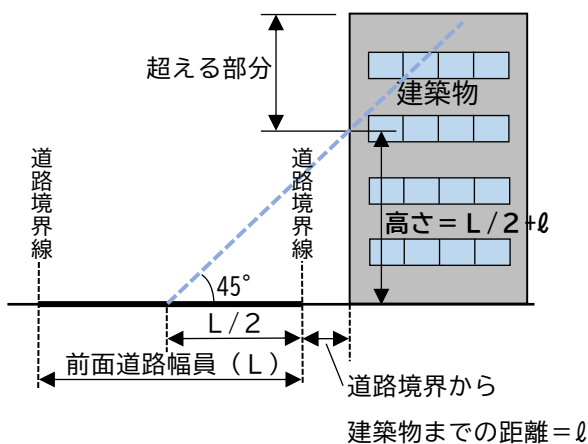 超える部分
建築物
道路境界線
道路境界線
高さ＝Ｌ/２+ℓ
45°
Ｌ/２
前面道路幅員（Ｌ）
道路境界から
建築物までの距離＝ℓ